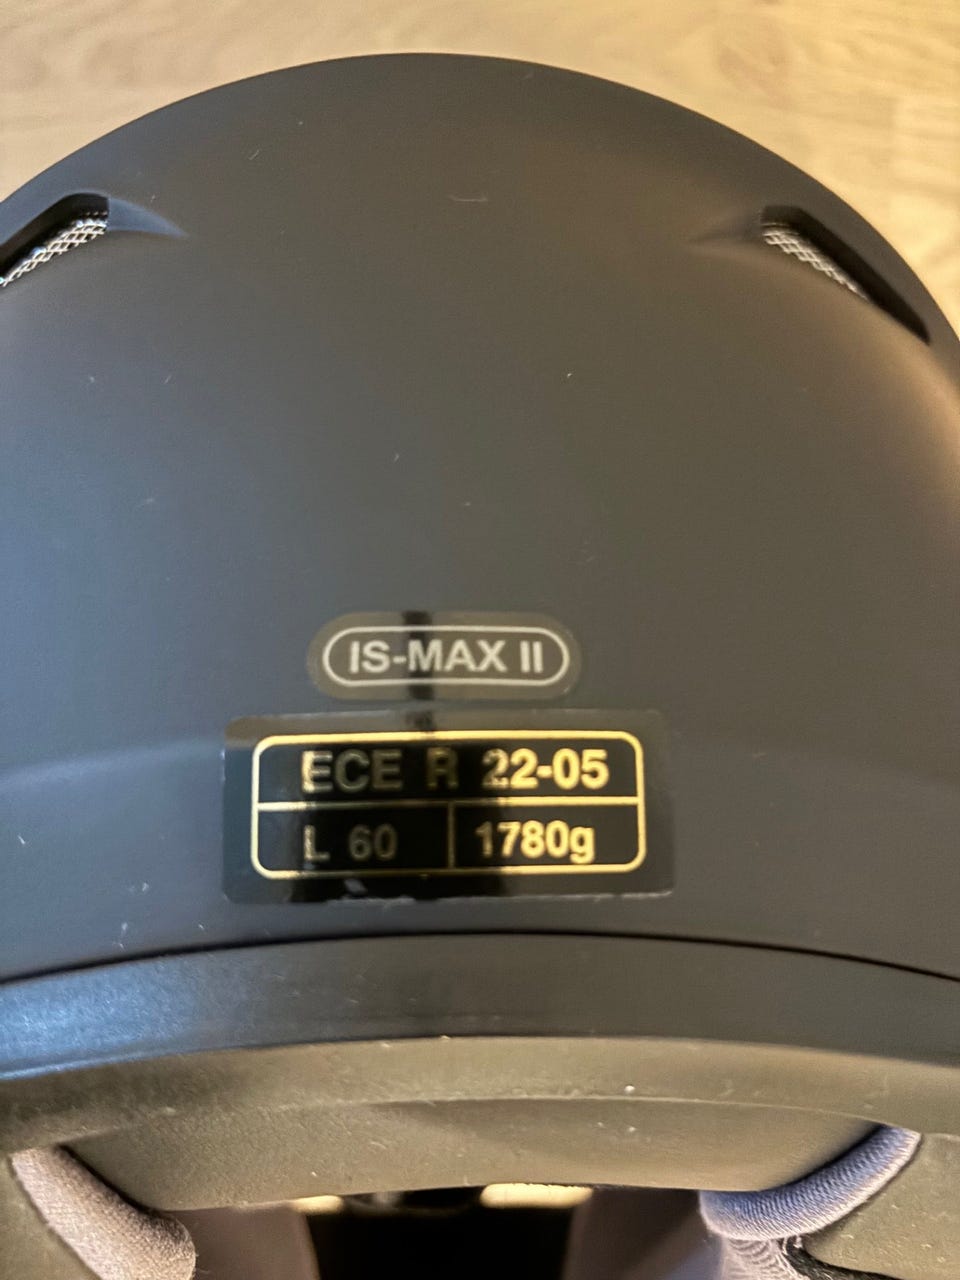 IS-MAX II
ECE R 22-05
L 60 1780g